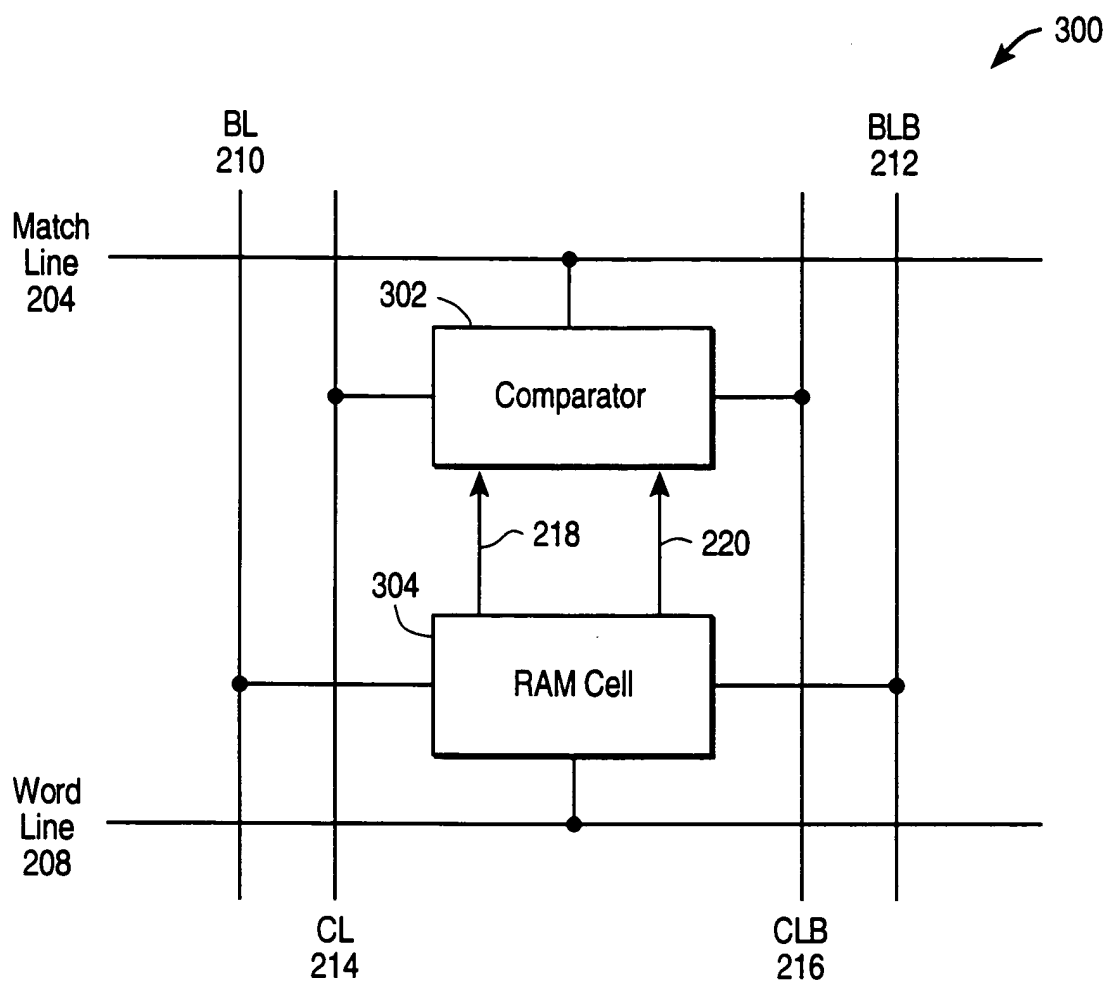 300
BL
210
BLB
212
Match
Line
204
302
Comparator
218
220
304
RAM Cell
Word
Line
208
CL
214
CLB
216